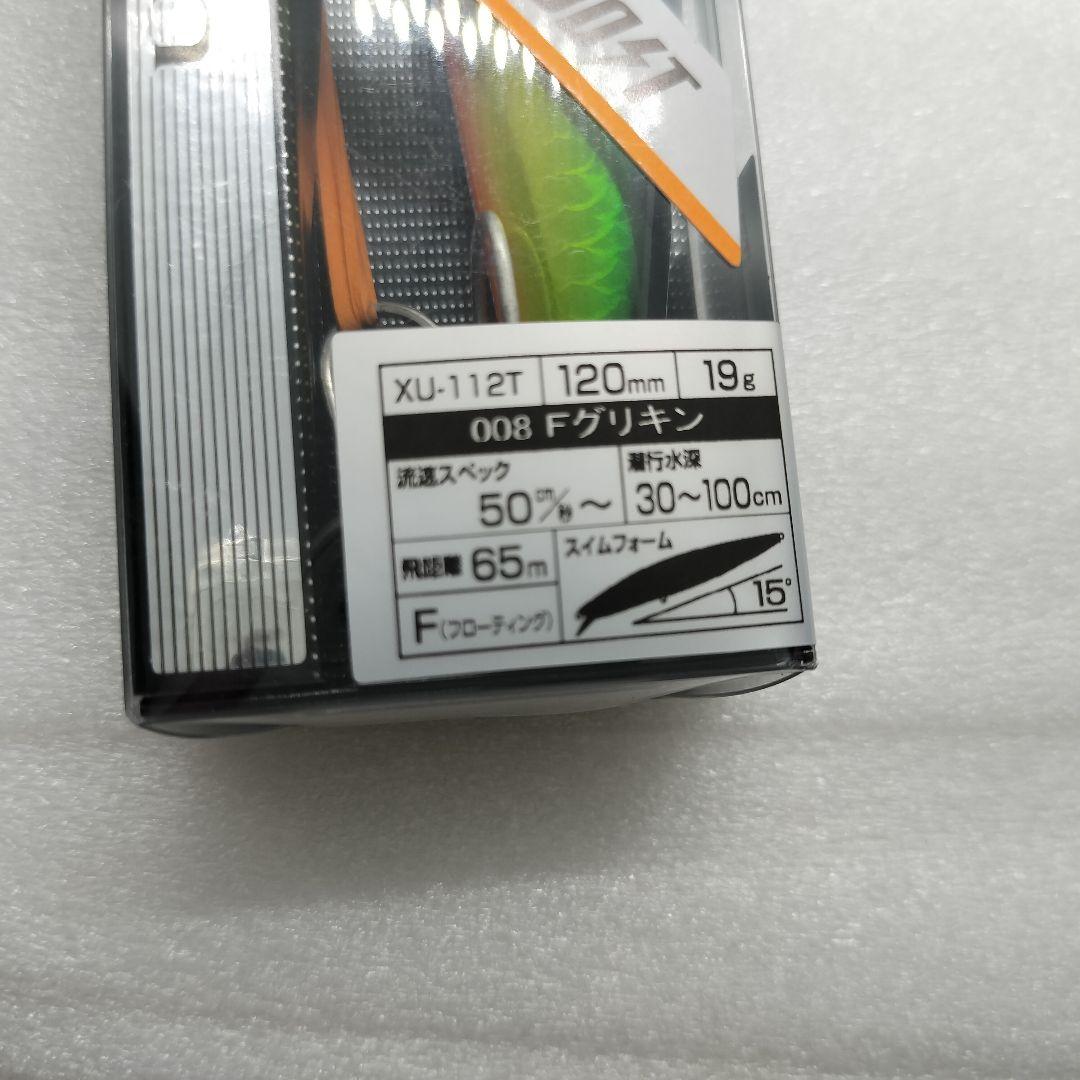 XU-112T 120mm 19g
008 Fグリキン
流速スペック 潜行水深
50cm/秒~ 30~100cm
飛距離 65m スイムフォーム
F(フローティング) 15°